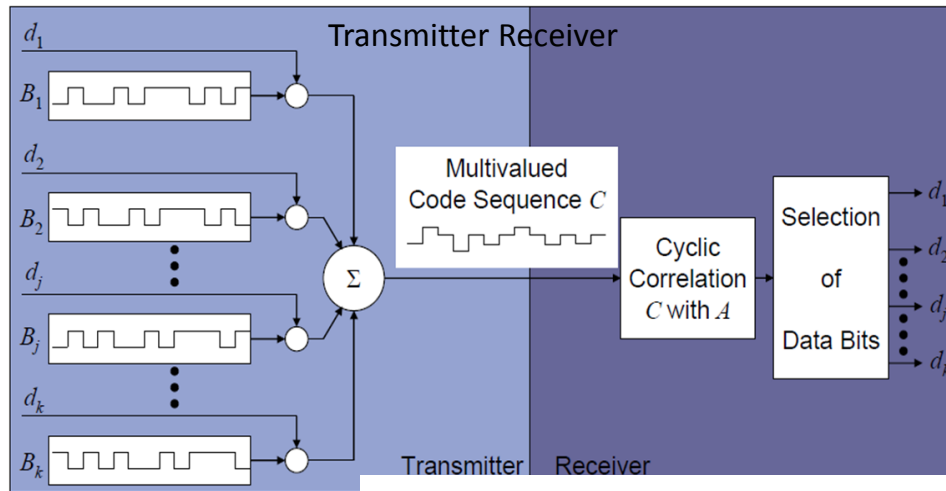 Transmitter Receiver
d1
B1
d2
B2
dj
Bj
dk
Bk
Σ
Multivalued
Code Sequence C
Cyclic
Correlation
C with A
Selection
of
Data Bits
d1
d2
dj
Transmitter
Receiver